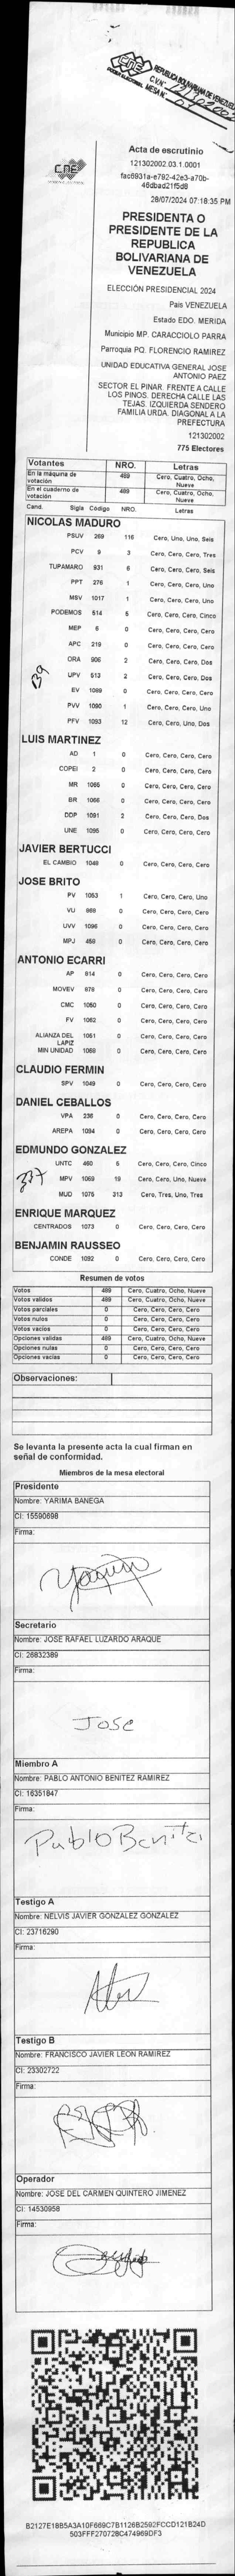 CNE
REPUBLICA BOLIVARIANA DE VENEZUELA
PODER ELECTORAL
C.V.N°
MESA N°
CNE
Acta de escrutinio
121302002.03.1.0001
fac6931a-e792-42e3-a70b-
46dbad21f5d8
28/07/2024 07:18:35 PM
PRESIDENTA O
PRESIDENTE DE LA
REPUBLICA
BOLIVARIANA DE
VENEZUELA
ELECCIÓN PRESIDENCIAL 2024
País VENEZUELA
Estado EDO. MERIDA
Municipio MP. CARACCIOLO PARRA
Parroquia PQ. FLORENCIO RAMIREZ
UNIDAD EDUCATIVA GENERAL JOSE
ANTONIO PAEZ
SECTOR EL PINAR. FRENTE A CALLE
LOS PINOS. DERECHA CALLE LAS
TEJAS. IZQUIERDA SENDERO
FAMILIA URDA. DIAGONAL A LA
PREFECTURA
121302002
775 Electores
Votantes NRO. Letras
En la máquina de votación 489 Cero, Cuatro, Ocho, Nueve
En el cuaderno de votación 489 Cero, Cuatro, Ocho, Nueve
Cand. Sigla Código NRO. Letras
NICOLAS MADURO
PSUV 269 116 Cero, Uno, Uno, Seis
PCV 9 3 Cero, Cero, Cero, Tres
TUPAMARO 931 6 Cero, Cero, Cero, Seis
PPT 276 1 Cero, Cero, Cero, Uno
MSV 1017 1 Cero, Cero, Cero, Uno
PODEMOS 514 5 Cero, Cero, Cero, Cinco
MEP 6 0 Cero, Cero, Cero, Cero
APC 219 0 Cero, Cero, Cero, Cero
ORA 906 2 Cero, Cero, Cero, Dos
UPV 513 2 Cero, Cero, Cero, Dos
EV 1099 0 Cero, Cero, Cero, Cero
PVV 1090 1 Cero, Cero, Cero, Uno
PFV 1093 12 Cero, Cero, Uno, Dos
LUIS MARTINEZ
AD 1 0 Cero, Cero, Cero, Cero
COPEI 2 0 Cero, Cero, Cero, Cero
MR 1065 0 Cero, Cero, Cero, Cero
BR 1066 0 Cero, Cero, Cero, Cero
DDP 1091 2 Cero, Cero, Cero, Dos
UNE 1095 0 Cero, Cero, Cero, Cero
JAVIER BERTUCCI
EL CAMBIO 1048 0 Cero, Cero, Cero, Cero
JOSE BRITO
PV 1053 1 Cero, Cero, Cero, Uno
VU 869 0 Cero, Cero, Cero, Cero
UVV 1096 0 Cero, Cero, Cero, Cero
MPJ 459 0 Cero, Cero, Cero, Cero
ANTONIO ECARRI
AP 814 0 Cero, Cero, Cero, Cero
MOVEV 876 0 Cero, Cero, Cero, Cero
CMC 1050 0 Cero, Cero, Cero, Cero
FV 1062 0 Cero, Cero, Cero, Cero
ALIANZA DEL LAPIZ 1051 0 Cero, Cero, Cero, Cero
MIN UNIDAD 1068 0 Cero, Cero, Cero, Cero
CLAUDIO FERMIN
SPV 1049 0 Cero, Cero, Cero, Cero
DANIEL CEBALLOS
VPA 236 0 Cero, Cero, Cero, Cero
AREPA 1094 0 Cero, Cero, Cero, Cero
EDMUNDO GONZALEZ
UNTC 460 5 Cero, Cero, Cero, Cinco
337
MPV 1069 19 Cero, Cero, Uno, Nueve
MUD 1075 313 Cero, Tres, Uno, Tres
ENRIQUE MARQUEZ
CENTRADOS 1073 0 Cero, Cero, Cero, Cero
BENJAMIN RAUSSEO
CONDE 1092 0 Cero, Cero, Cero, Cero
Resumen de votos
Votos 489 Cero, Cuatro, Ocho, Nueve
Votos validos 489 Cero, Cuatro, Ocho, Nueve
Votos parciales 0 Cero, Cero, Cero, Cero
Votos nulos 0 Cero, Cero, Cero, Cero
Votos vacios 0 Cero, Cero, Cero, Cero
Opciones validas 489 Cero, Cuatro, Ocho, Nueve
Opciones nulas 0 Cero, Cero, Cero, Cero
Opciones vacias 0 Cero, Cero, Cero, Cero
Observaciones:
Se levanta la presente acta la cual firman en
señal de conformidad.
Miembros de la mesa electoral
Presidente
Nombre: YARIMA BANEGA
CI: 15590698
Firma:
Secretario
Nombre: JOSE RAFAEL LUZARDO ARAQUE
CI: 26832389
Firma:
Jose
Miembro A
Nombre: PABLO ANTONIO BENITEZ RAMIREZ
CI: 16351847
Firma:
Pablo Benitez
Testigo A
Nombre: NELVIS JAVIER GONZALEZ GONZALEZ
CI: 23716290
Firma:
Testigo B
Nombre: FRANCISCO JAVIER LEON RAMIREZ
CI: 23302722
Firma:
Operador
Nombre: JOSE DEL CARMEN QUINTERO JIMENEZ
CI: 14530958
Firma:
B2127E18B5A3A10F669C7B1126B2592FCCD121B24D
503FFF270728C474969DF3